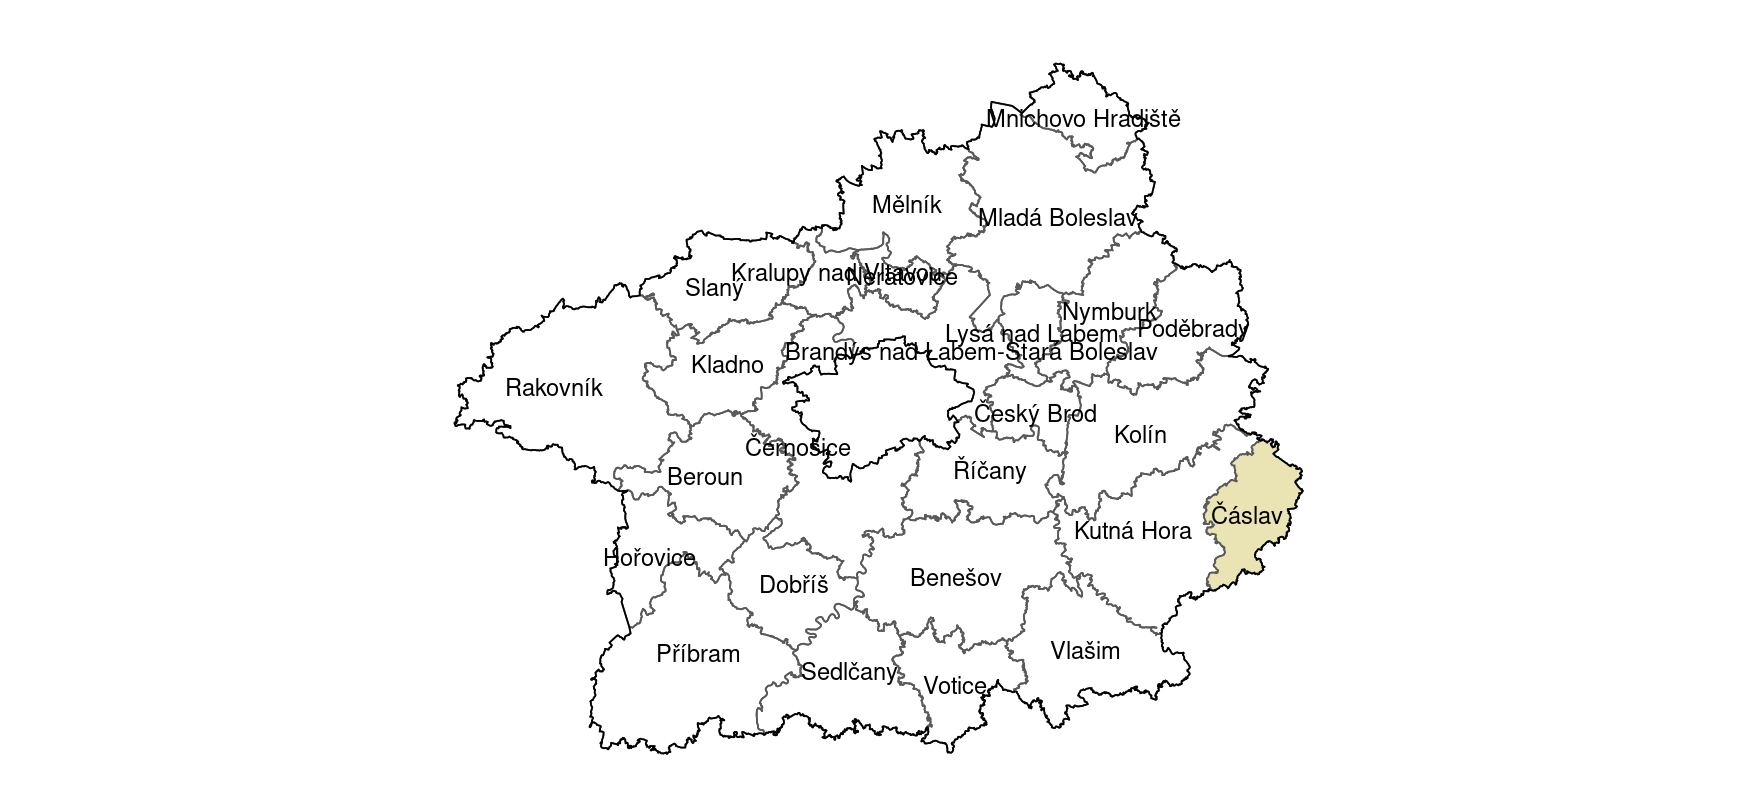 Mnichovo Hradiště
Mělník
Mladá Boleslav
Kralupy nad Vltavou
Neratovice
Slaný
Nymburk
Poděbrady
Lysá nad Labem
Brandýs nad Labem-Stará Boleslav
Kladno
Rakovník
Český Brod
Kolín
Černošice
Říčany
Beroun
Čáslav
Kutná Hora
Hořovice
Benešov
Dobříš
Vlašim
Příbram
Sedlčany
Votice